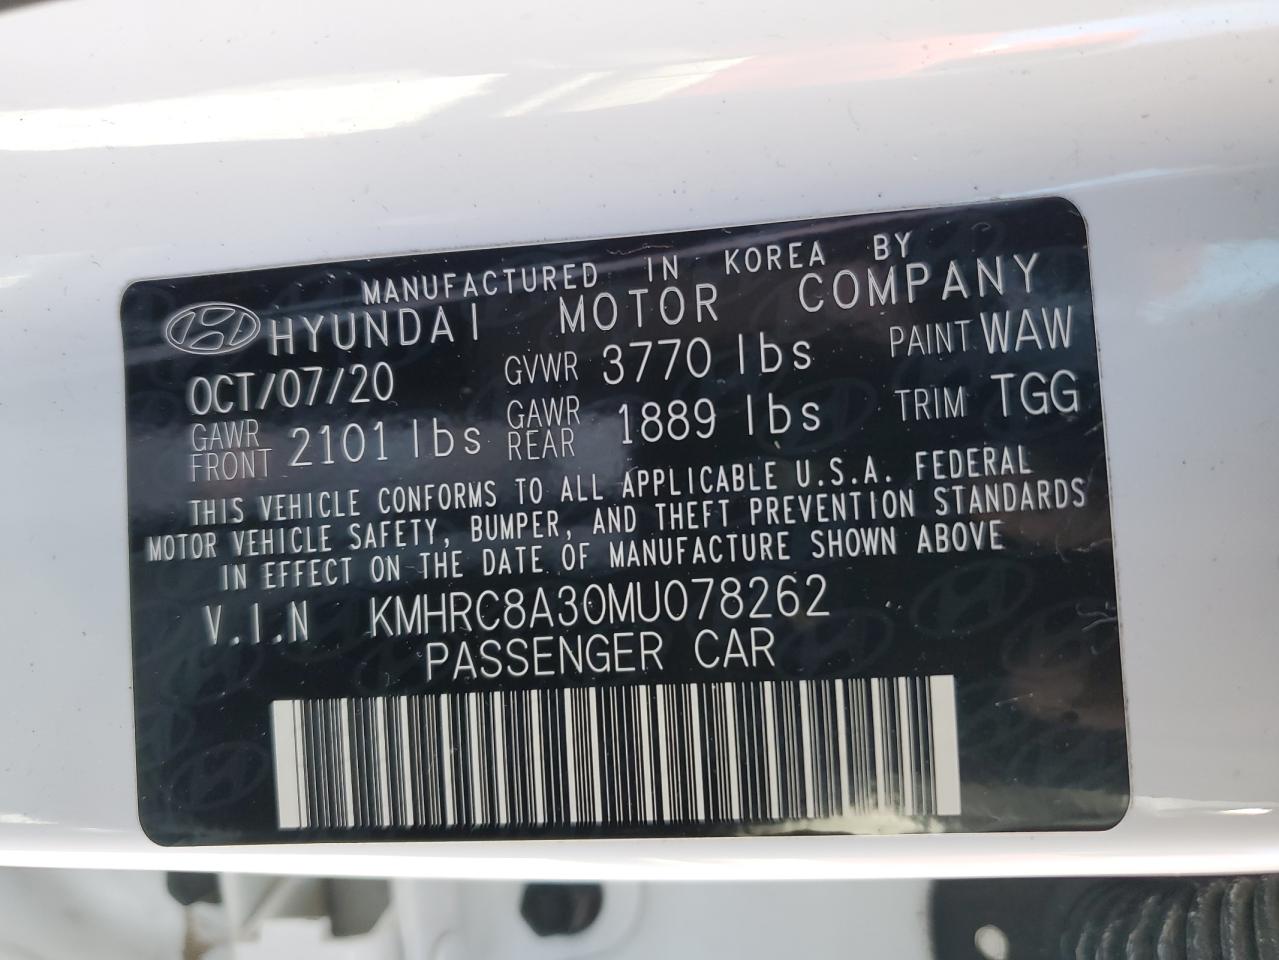 MANUFACTURED IN KOREA BY
HYUNDAI MOTOR COMPANY
OCT/07/20 GVWR 3770 lbs PAINT WAW
GAWR FRONT 2101 lbs GAWR REAR 1889 lbs TRIM TGG
THIS VEHICLE CONFORMS TO ALL APPLICABLE U.S.A. FEDERAL
MOTOR VEHICLE SAFETY, BUMPER, AND THEFT PREVENTION STANDARDS
IN EFFECT ON THE DATE OF MANUFACTURE SHOWN ABOVE
V.I.N KMHRC8A30MU078262
PASSENGER CAR